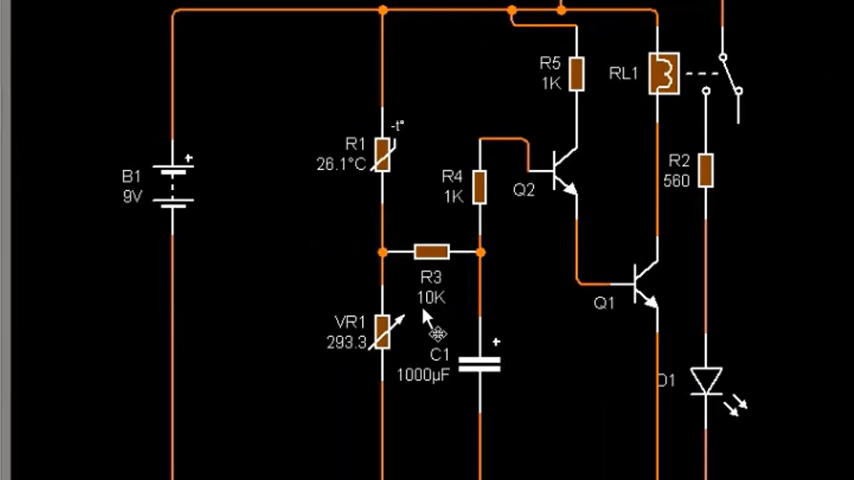 R5
1K
RL1
-t°
+
R1
26.1°C
B1
9V
R4
1K
Q2
R2
560
R3
10K
Q1
VR1
293.3
+
C1
1000µF
D1